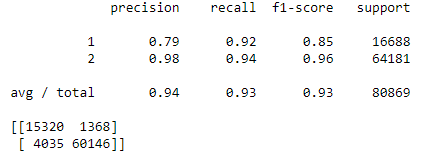 precision recall f1-score support
1 0.79 0.92 0.85 16688
2 0.98 0.94 0.96 64181
avg / total 0.94 0.93 0.93 80869
[[15320 1368]
[ 4035 60146]]